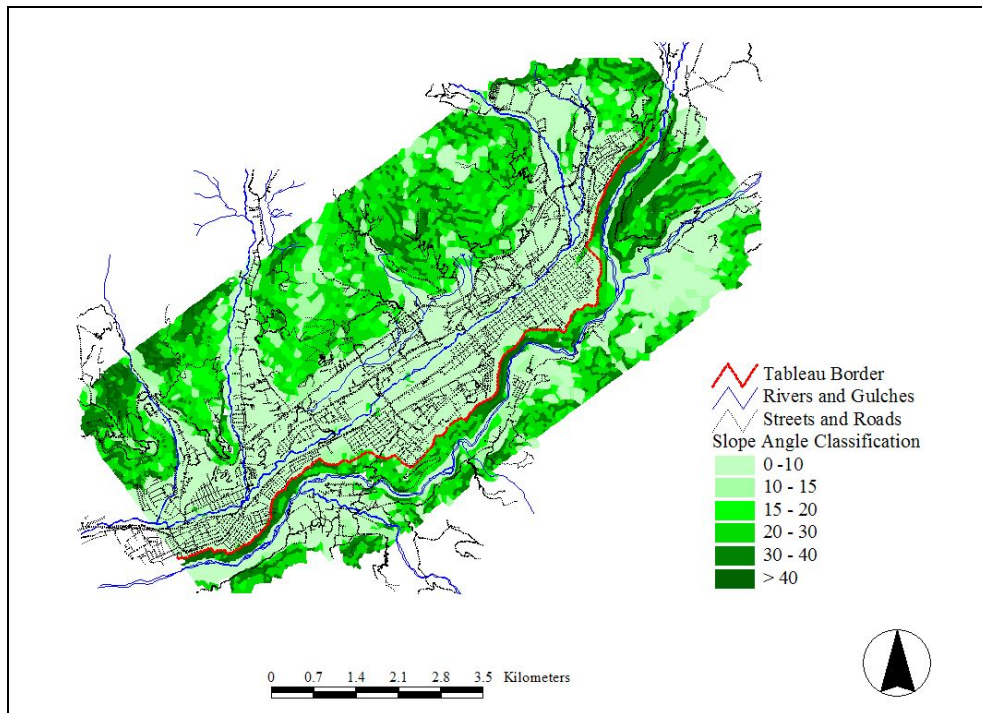 Tableau Border
Rivers and Gulches
Streets and Roads
Slope Angle Classification
0 -10
10 - 15
15 - 20
20 - 30
30 - 40
> 40
0 0.7 1.4 2.1 2.8 3.5 Kilometers